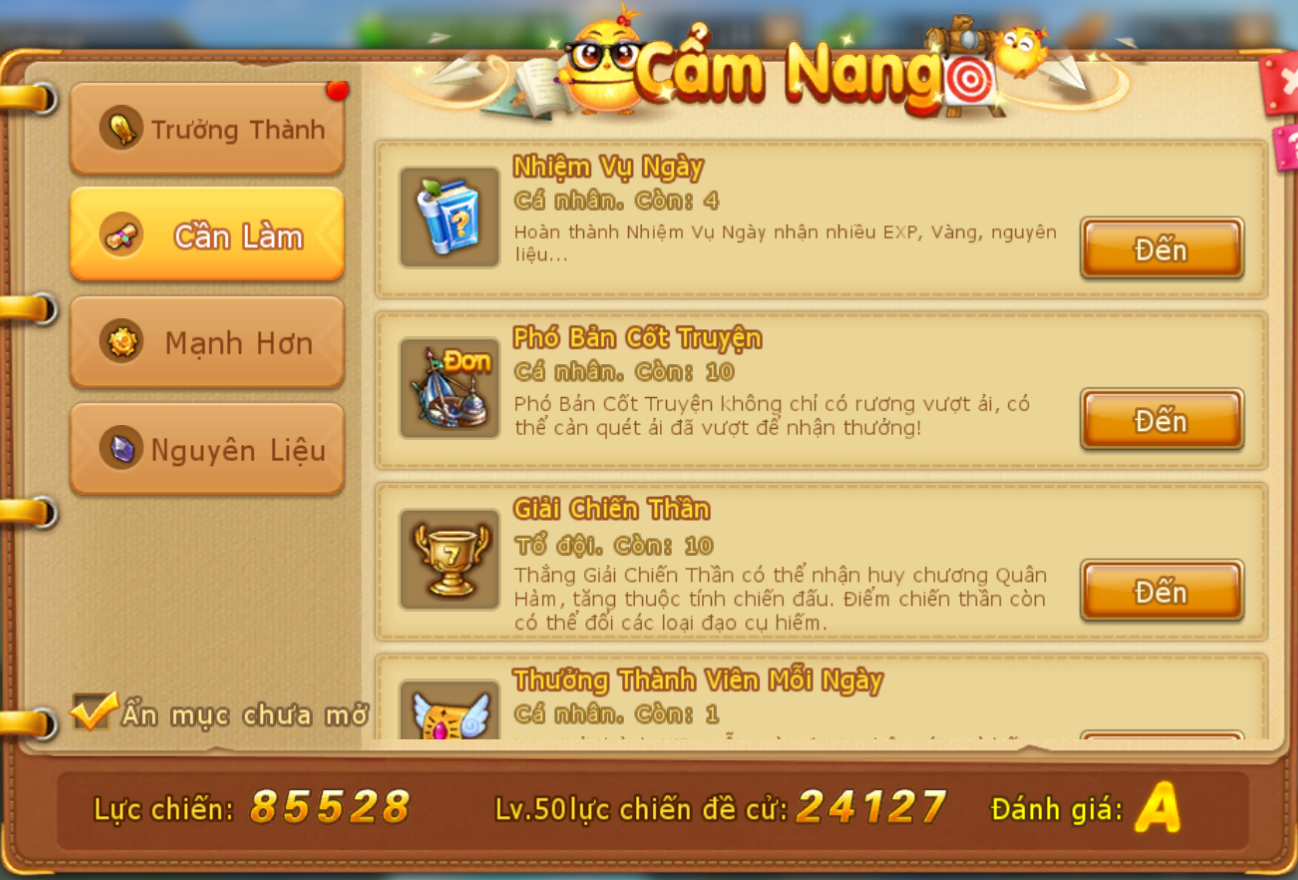 Cẩm Nang
Trưởng Thành
Cần Làm
Mạnh Hơn
Nguyên Liệu
Ẩn mục chưa mở
Nhiệm Vụ Ngày
Cá nhân. Còn: 4
Hoàn thành Nhiệm Vụ Ngày nhận nhiều EXP, Vàng, nguyên
liệu...
Đến
Đơn
Phó Bản Cốt Truyện
Cá nhân. Còn: 10
Phó Bản Cốt Truyện không chỉ có rương vượt ải, có
thể càn quét ải đã vượt để nhận thưởng!
Đến
7
Giải Chiến Thần
Tổ đội. Còn: 10
Thắng Giải Chiến Thần có thể nhận huy chương Quân
Hàm, tăng thuộc tính chiến đấu. Điểm chiến thần còn
có thể đổi các loại đạo cụ hiếm.
Đến
Thưởng Thành Viên Mỗi Ngày
Cá nhân. Còn: 1
Lực chiến: 85528
Lv.50lực chiến đề cử: 24127
Đánh giá: A